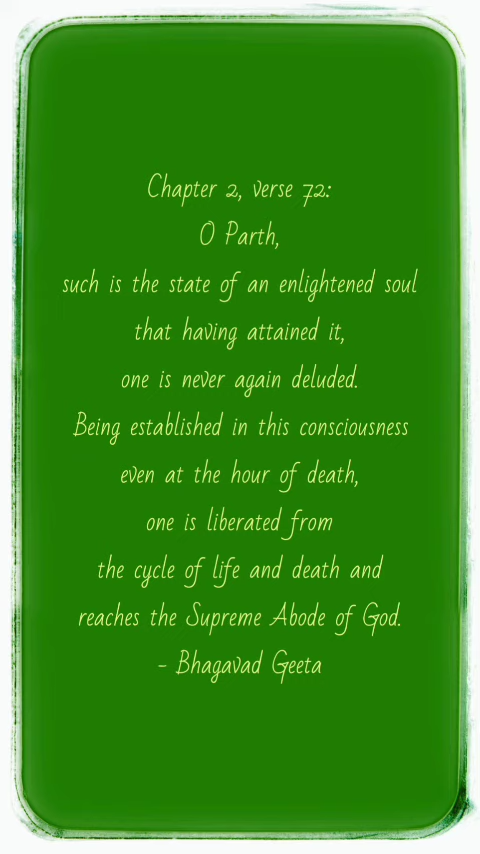 Chapter 2, verse 72:
O Parth,
such is the state of an enlightened soul
that having attained it,
one is never again deluded.
Being established in this consciousness
even at the hour of death,
one is liberated from
the cycle of life and death and
reaches the Supreme Abode of God.
- Bhagavad Geeta